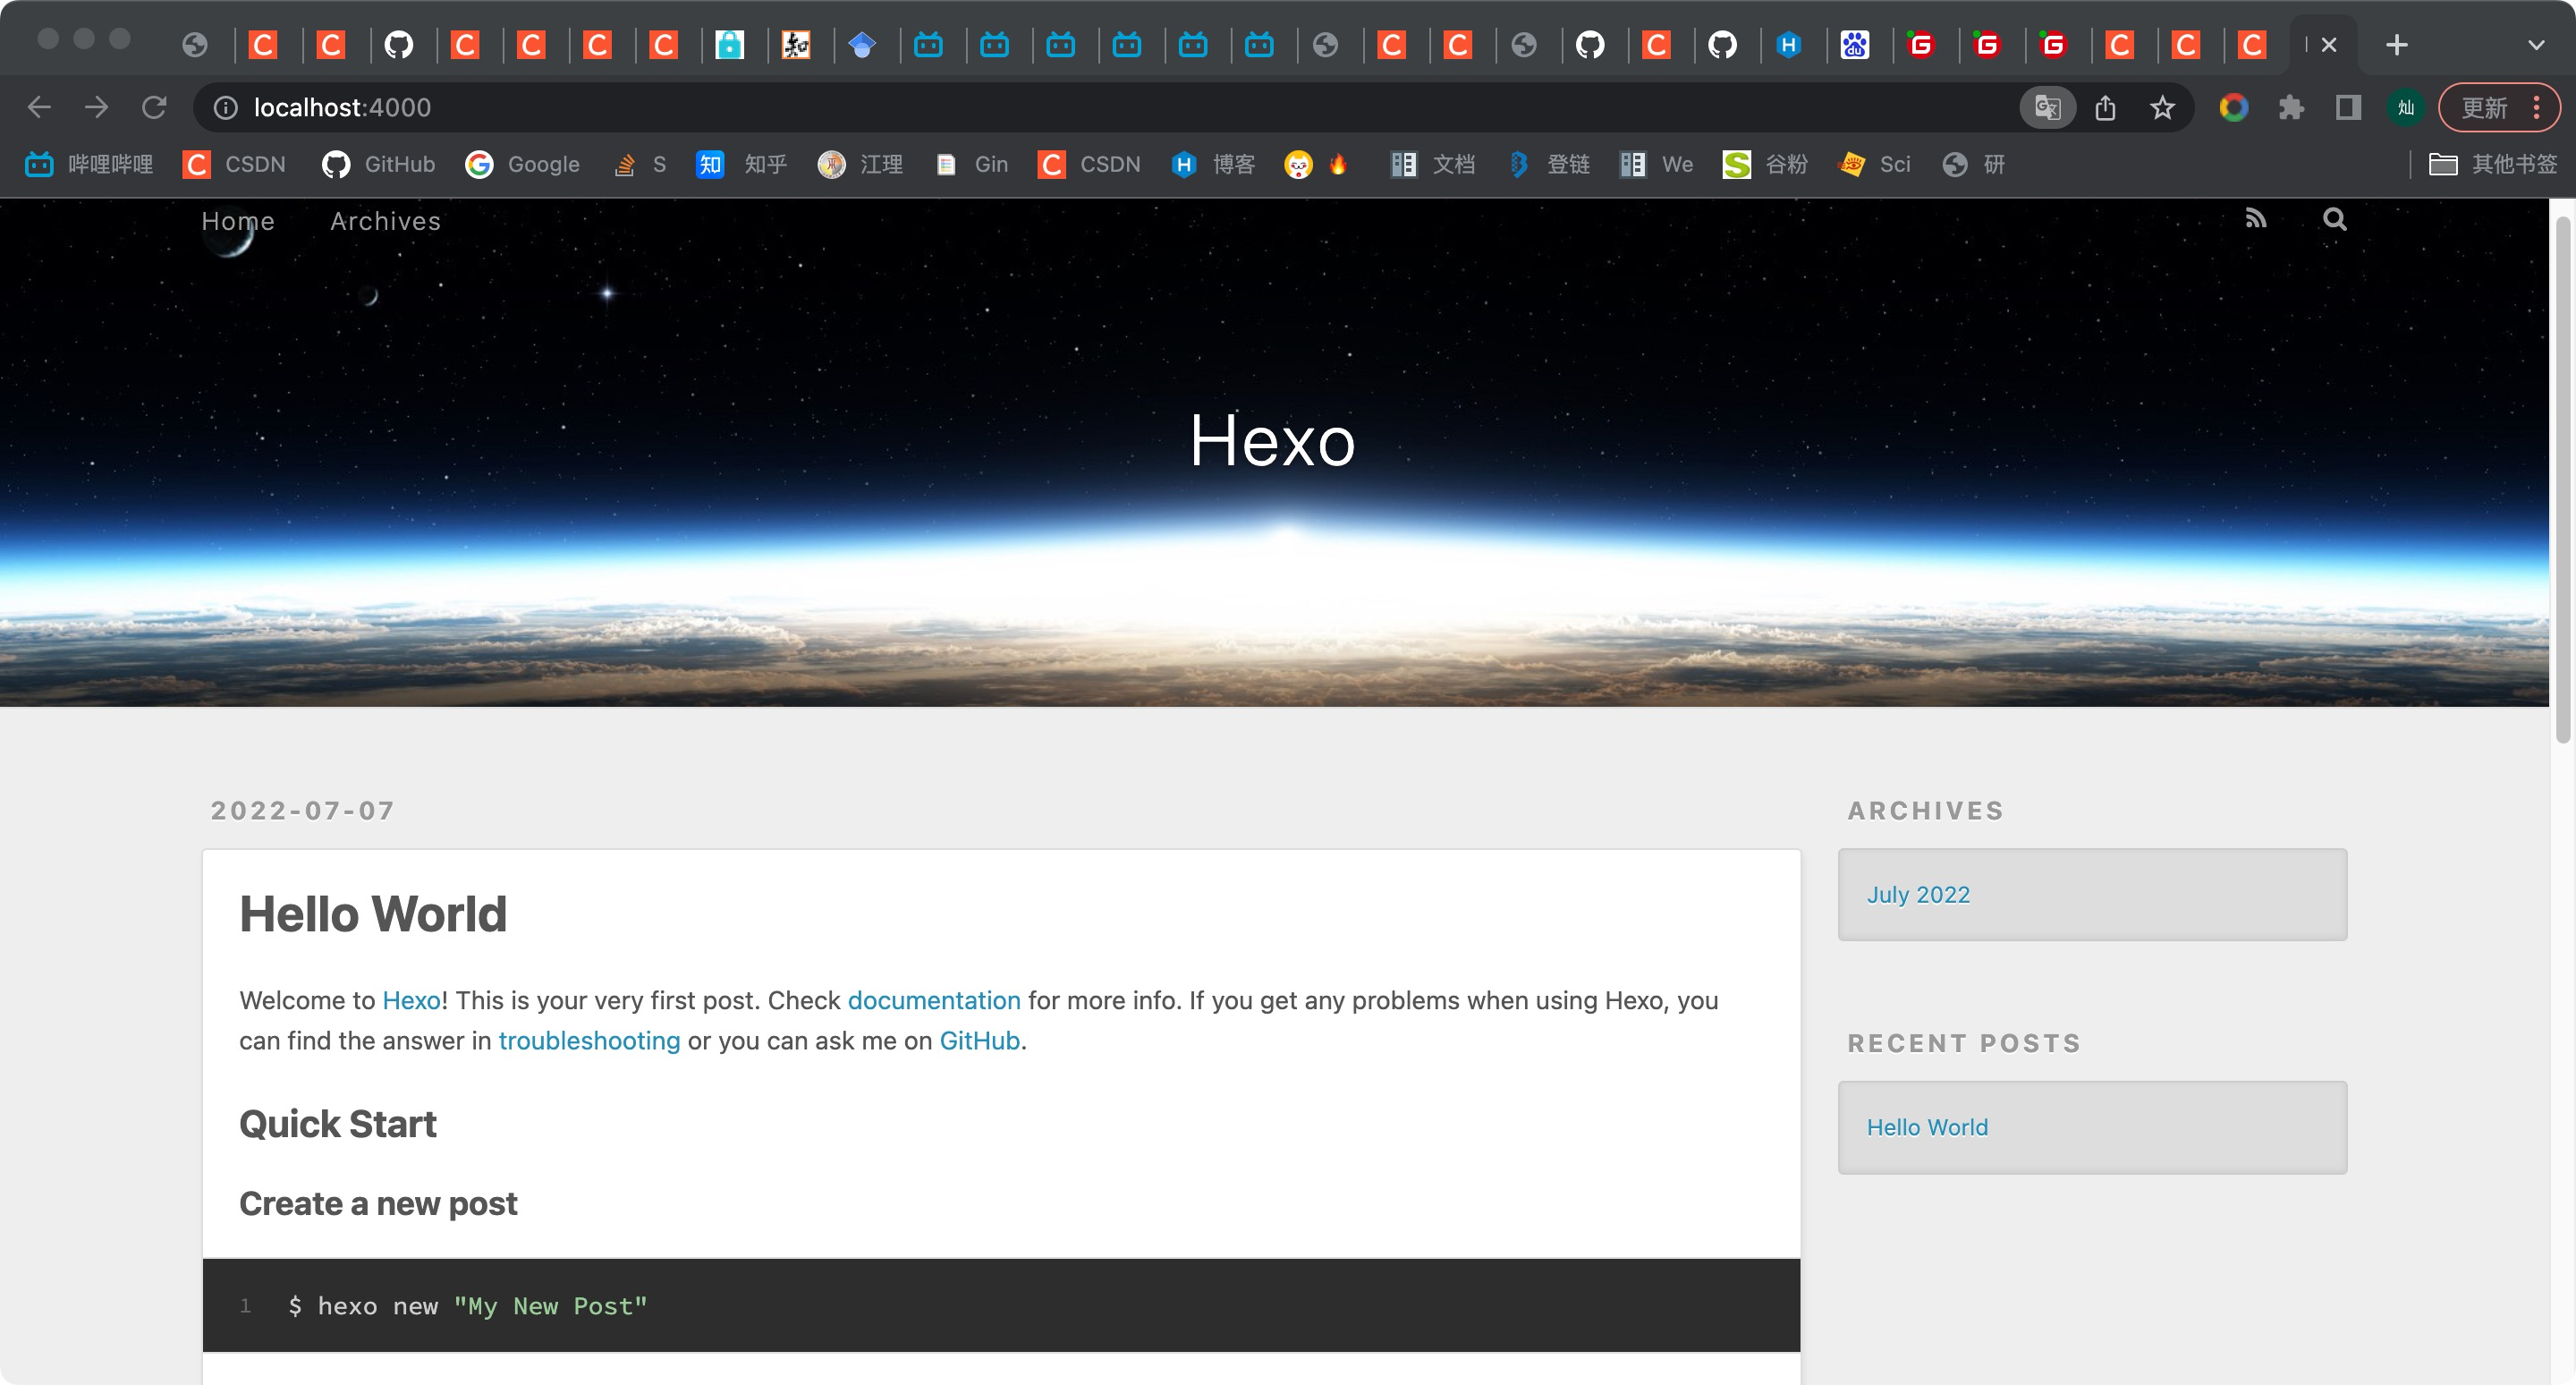 localhost:4000
灿
更新
哔哩哔哩
CSDN
GitHub
Google
S
知 知乎
江理
Gin
CSDN
博客
文档
登链
We
谷粉
Sci
研
其他书签
Home
Archives
Hexo
2022-07-07
Hello World
Welcome to Hexo! This is your very first post. Check documentation for more info. If you get any problems when using Hexo, you
can find the answer in troubleshooting or you can ask me on GitHub.
Quick Start
Create a new post
1 $ hexo new "My New Post"
ARCHIVES
July 2022
RECENT POSTS
Hello World